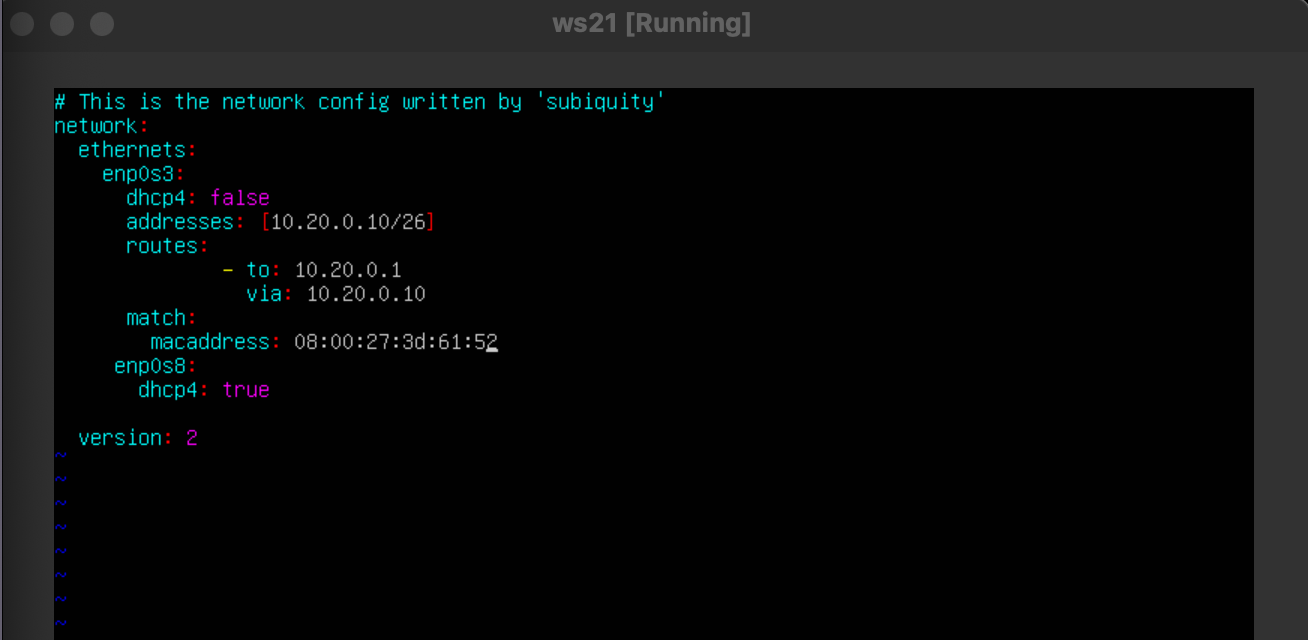 ws21 [Running]
# This is the network config written by 'subiquity'
network:
  ethernets:
    enp0s3:
      dhcp4: false
      addresses: [10.20.0.10/26]
      routes:
              - to: 10.20.0.1
                via: 10.20.0.10
      match:
        macaddress: 08:00:27:3d:61:52
     enp0s8:
       dhcp4: true

  version: 2
~
~
~
~
~
~
~
~